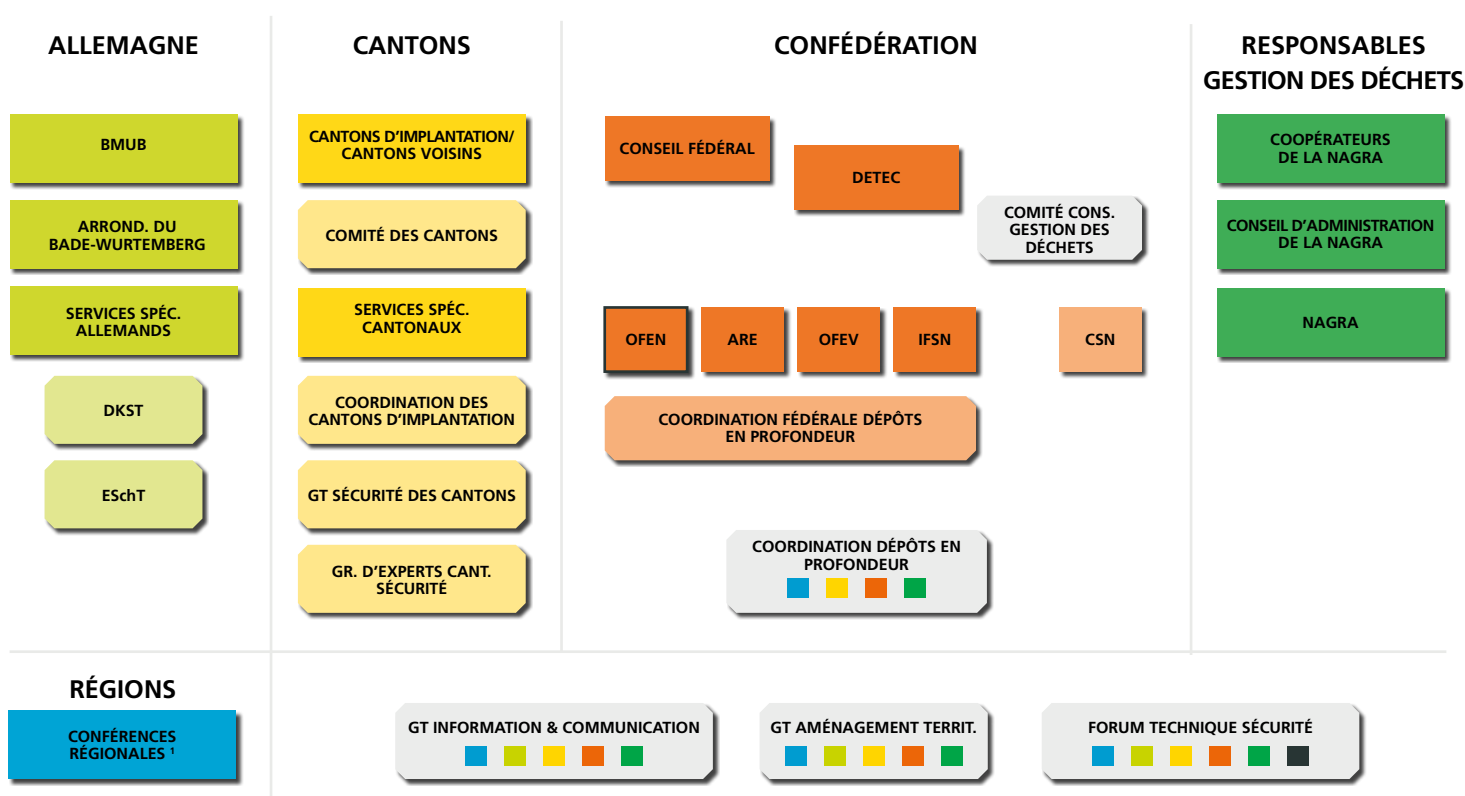 ALLEMAGNE
BMUB
ARROND. DU
BADE-WURTEMBERG
SERVICES SPÉC.
ALLEMANDS
DKST
ESchT
CANTONS
CANTONS D'IMPLANTATION/
CANTONS VOISINS
COMITÉ DES CANTONS
SERVICES SPÉC.
CANTONAUX
COORDINATION DES
CANTONS D'IMPLANTATION
GT SÉCURITÉ DES CANTONS
GR. D'EXPERTS CANT.
SÉCURITÉ
CONFÉDÉRATION
CONSEIL FÉDÉRAL
DETEC
COMITÉ CONS.
GESTION DES
DÉCHETS
OFEN
ARE
OFEV
IFSN
CSN
COORDINATION FÉDÉRALE DÉPÔTS
EN PROFONDEUR
COORDINATION DÉPÔTS EN
PROFONDEUR
RESPONSABLES
GESTION DES DÉCHETS
COOPÉRATEURS
DE LA NAGRA
CONSEIL D'ADMINISTRATION
DE LA NAGRA
NAGRA
RÉGIONS
CONFÉRENCES
RÉGIONALES ¹
GT INFORMATION & COMMUNICATION
GT AMÉNAGEMENT TERRIT.
FORUM TECHNIQUE SÉCURITÉ